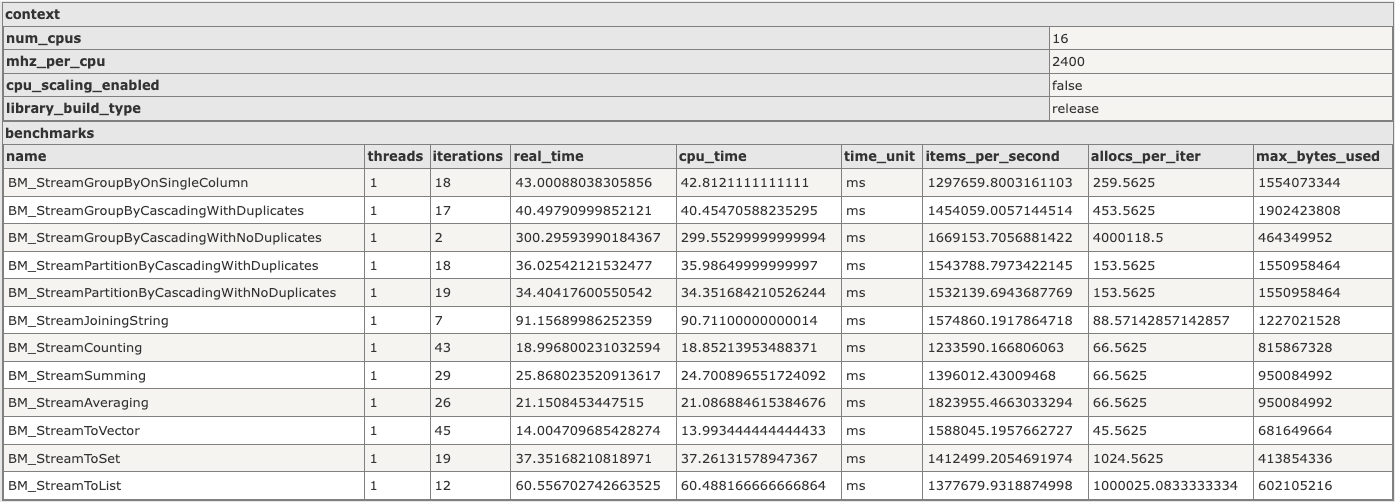 context
num_cpus 16
mhz_per_cpu 2400
cpu_scaling_enabled false
library_build_type release
benchmarks
name threads iterations real_time cpu_time time_unit items_per_second allocs_per_iter max_bytes_used
BM_StreamGroupByOnSingleColumn 1 18 43.00088038305856 42.8121111111111 ms 1297659.8003161103 259.5625 1554073344
BM_StreamGroupByCascadingWithDuplicates 1 17 40.49790999852121 40.45470588235295 ms 1454059.0057144514 453.5625 1902423808
BM_StreamGroupByCascadingWithNoDuplicates 1 2 300.29593990184367 299.55299999999994 ms 1669153.7056881422 4000118.5 464349952
BM_StreamPartitionByCascadingWithDuplicates 1 18 36.02542121532477 35.98649999999997 ms 1543788.7973422145 153.5625 1550958464
BM_StreamPartitionByCascadingWithNoDuplicates 1 19 34.40417600550542 34.351684210526244 ms 1532139.6943687769 153.5625 1550958464
BM_StreamJoiningString 1 7 91.15689986252359 90.71100000000014 ms 1574860.1917864718 88.57142857142857 1227021528
BM_StreamCounting 1 43 18.996800231032594 18.85213953488371 ms 1233590.166806063 66.5625 815867328
BM_StreamSumming 1 29 25.868023520913617 24.700896551724092 ms 1396012.43009468 66.5625 950084992
BM_StreamAveraging 1 26 21.1508453447515 21.086884615384676 ms 1823955.4663033294 66.5625 950084992
BM_StreamToVector 1 45 14.004709685428274 13.993444444444433 ms 1588045.1957662727 45.5625 681649664
BM_StreamToSet 1 19 37.35168210818971 37.26131578947367 ms 1412499.2054691974 1024.5625 413854336
BM_StreamToList 1 12 60.556702742663525 60.488166666666864 ms 1377679.9318874998 1000025.0833333334 602105216